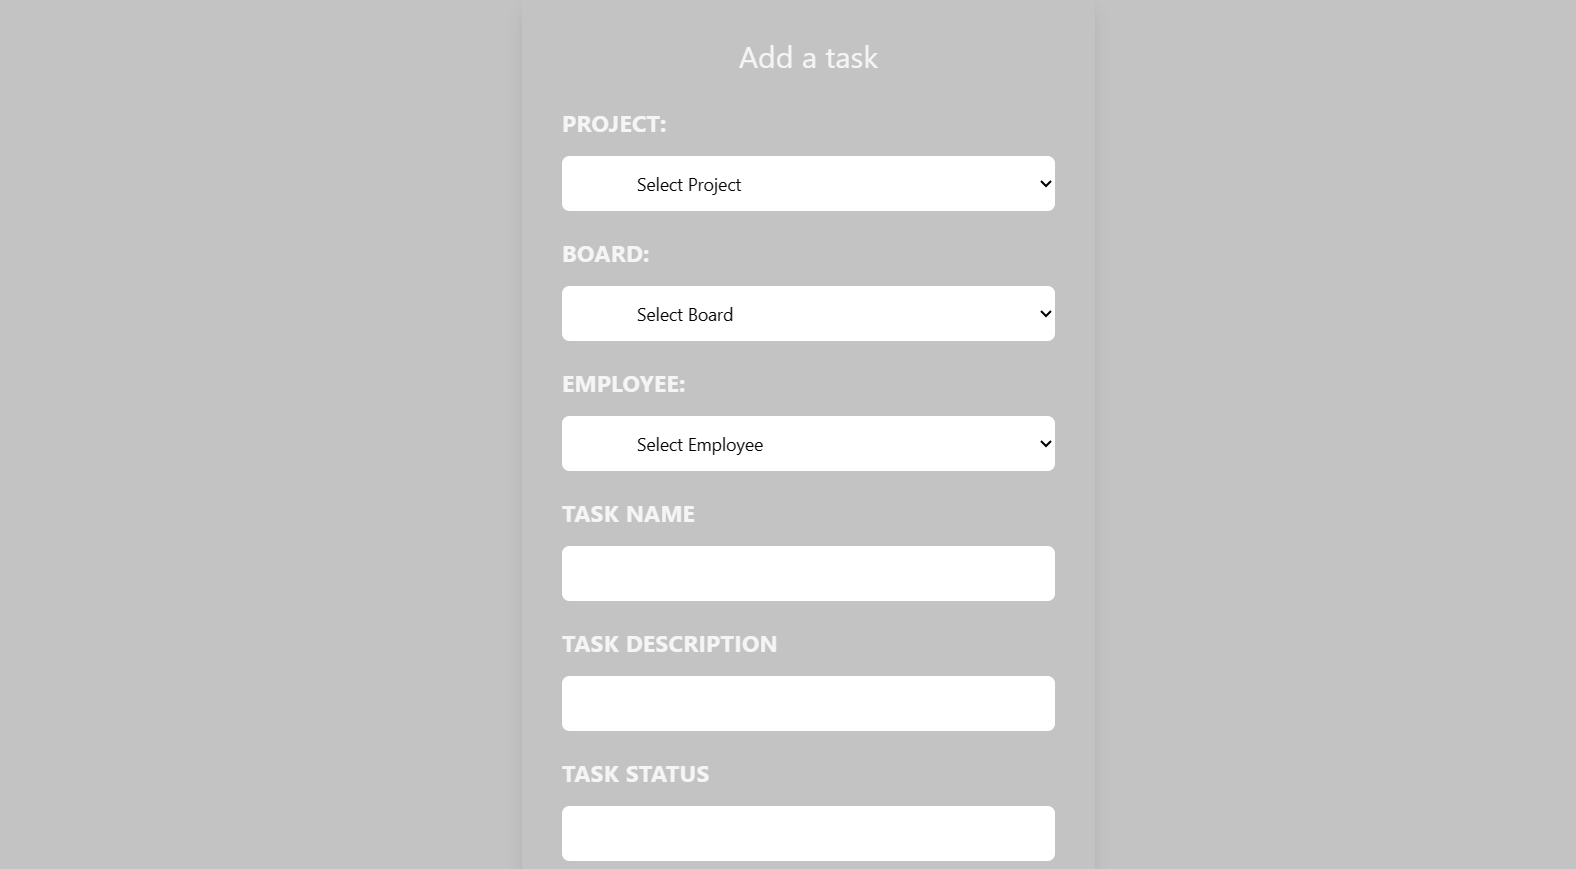 Add a task
PROJECT:
Select Project
BOARD:
Select Board
EMPLOYEE:
Select Employee
TASK NAME
TASK DESCRIPTION
TASK STATUS